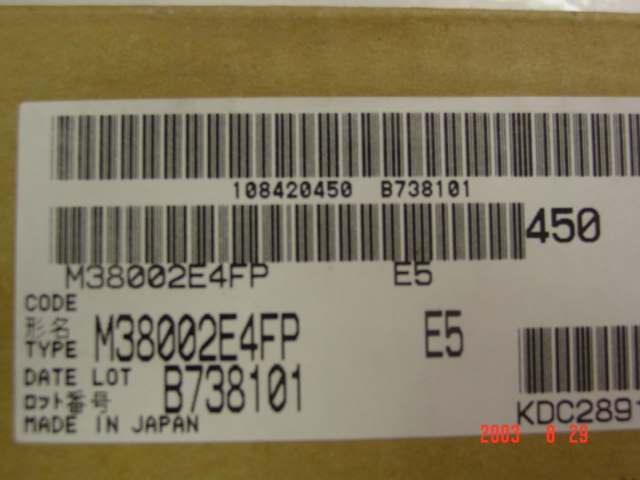 108420450 B738101
450
M38002E4FP E5
CODE
形名
TYPE M38002E4FP E5
DATE LOT B738101
ロット番号
MADE IN JAPAN
KDC2891
2003 8 29